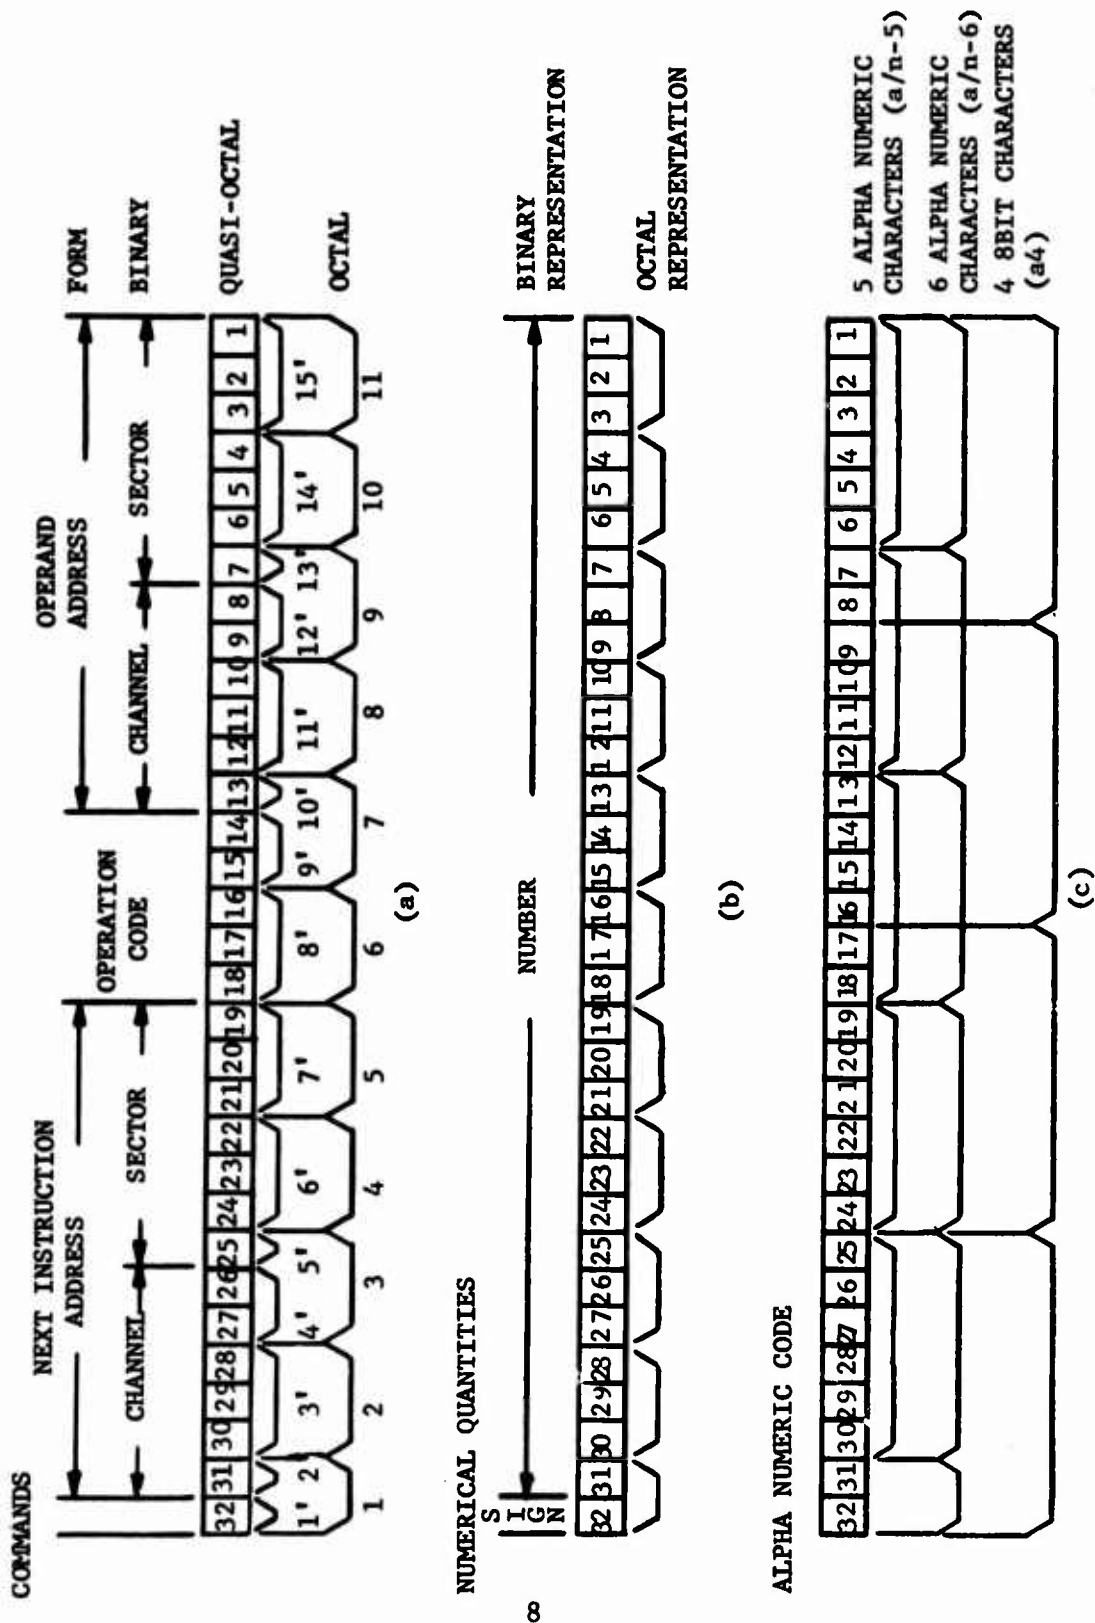 COMMANDS
NEXT INSTRUCTION ADDRESS
OPERATION CODE
OPERAND ADDRESS
FORM
CHANNEL SECTOR CHANNEL SECTOR BINARY
32 31 30 29 28 27 26 25 24 23 22 21 20 19 18 17 16 15 14 13 12 11 10 9 8 7 6 5 4 3 2 1 QUASI-OCTAL
1' 2' 3' 4' 5' 6' 7' 8' 9' 10' 11' 12' 13' 14' 15'
1 2 3 4 5 6 7 8 9 10 11 OCTAL
(a)
NUMERICAL QUANTITIES
SIGN
NUMBER
BINARY
REPRESENTATION
32 31 30 29 28 27 26 25 24 23 22 21 20 19 18 17 16 15 14 13 12 11 10 9 8 7 6 5 4 3 2 1
OCTAL
REPRESENTATION
(b)
ALPHA NUMERIC CODE
32 31 30 29 28 27 26 25 24 23 22 21 20 19 18 17 16 15 14 13 12 11 10 9 8 7 6 5 4 3 2 1
5 ALPHA NUMERIC
CHARACTERS (a/n-5)
6 ALPHA NUMERIC
CHARACTERS (a/n-6)
4 8BIT CHARACTERS
(a4)
(c)
8